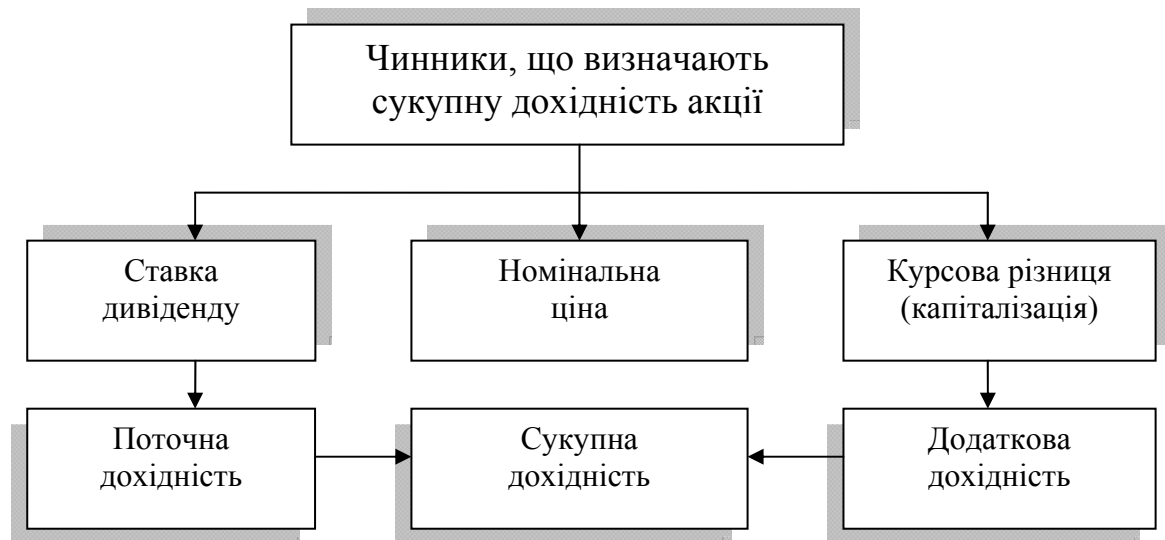 Чинники, що визначають
сукупну дохідність акції
Ставка
дивіденду
Номінальна
ціна
Курсова різниця
(капіталізація)
Поточна
дохідність
Сукупна
дохідність
Додаткова
дохідність